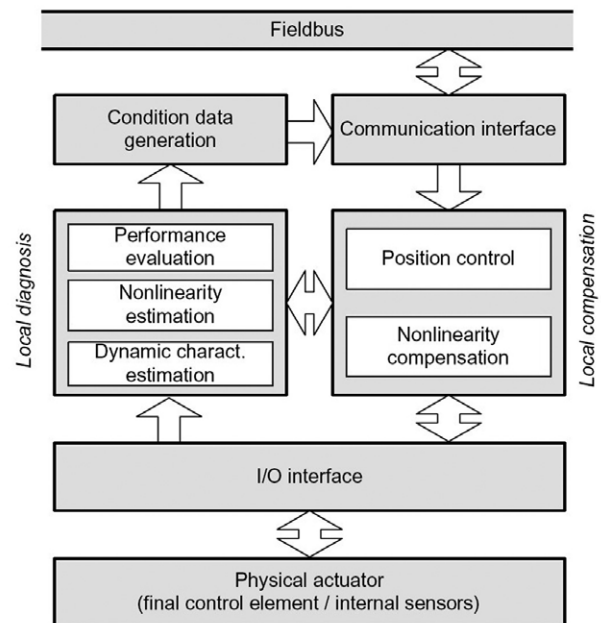 Fieldbus
Condition data
generation
Communication interface
Local diagnosis
Performance
evaluation
Nonlinearity
estimation
Dynamic charact.
estimation
Position control
Nonlinearity
compensation
Local compensation
I/O interface
Physical actuator
(final control element / internal sensors)